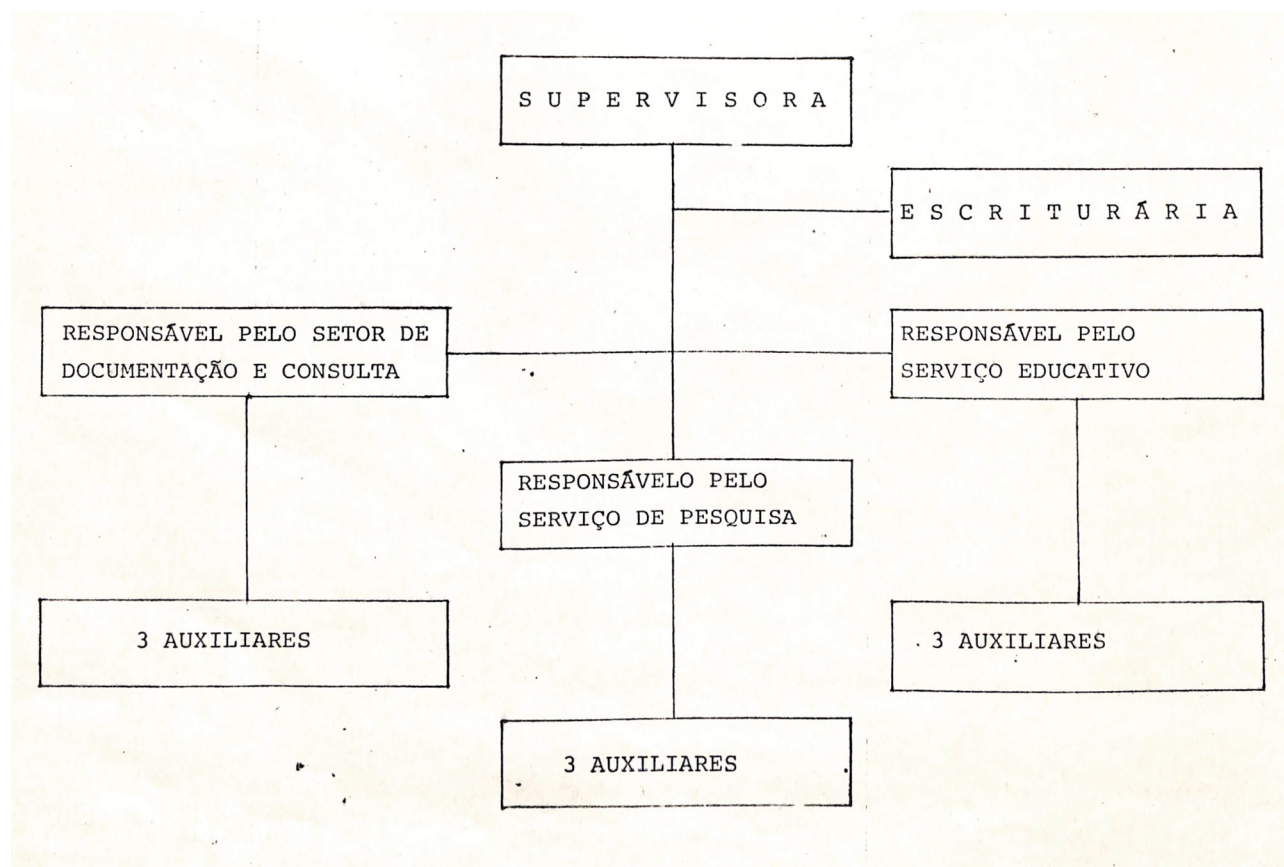 S U P E R V I S O R A
E S C R I T U R Á R I A
RESPONSÁVEL PELO SETOR DE
DOCUMENTAÇÃO E CONSULTA
RESPONSÁVEL PELO
SERVIÇO EDUCATIVO
RESPONSÁVELO PELO
SERVIÇO DE PESQUISA
3 AUXILIARES
3 AUXILIARES
3 AUXILIARES